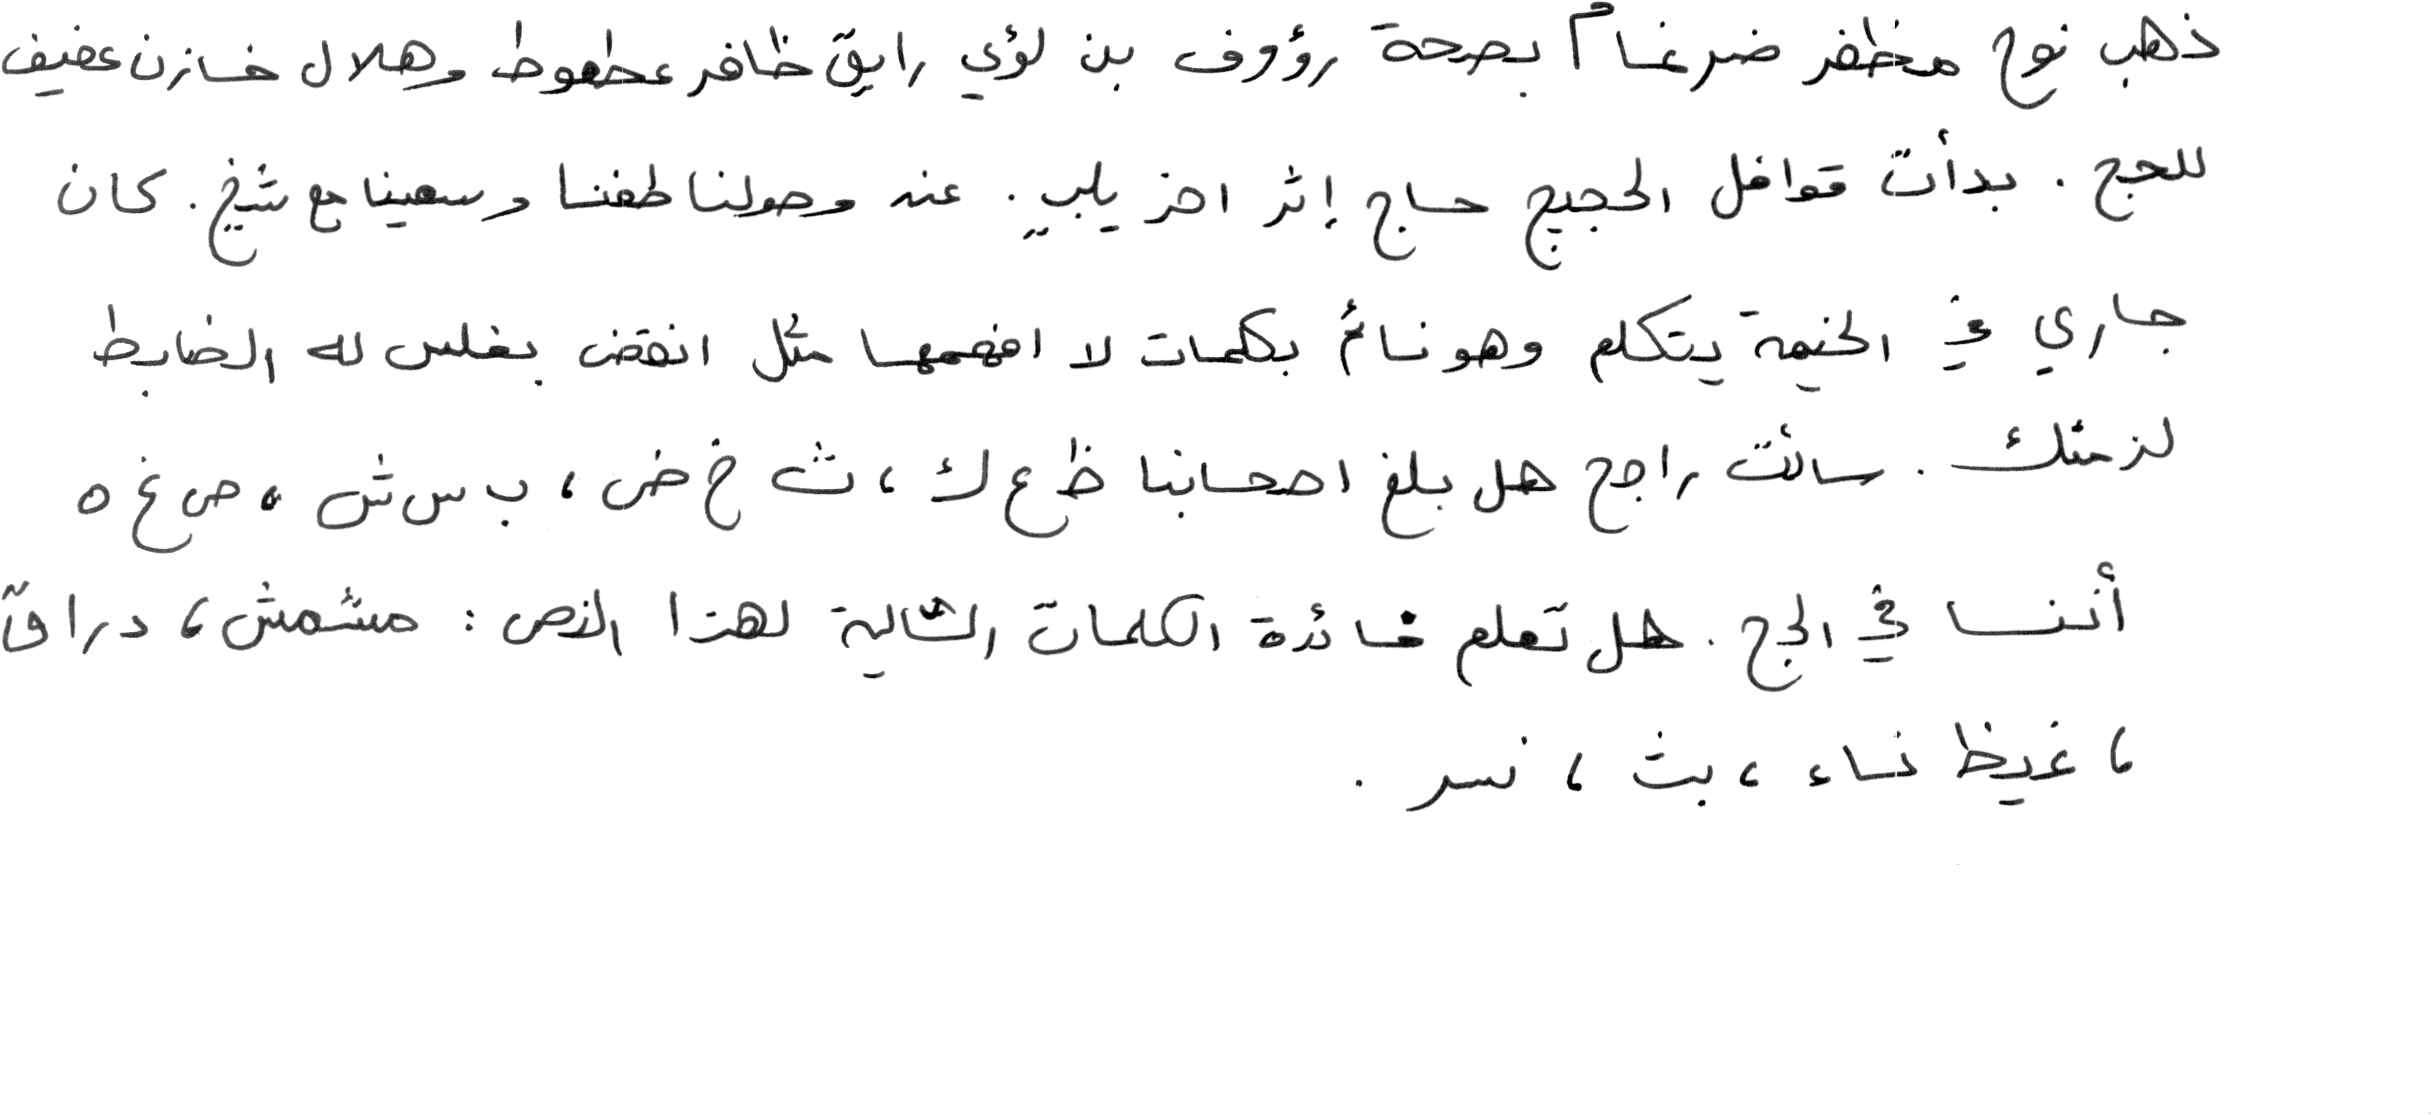 ذهب نوح مظفر ضرغام بصحة رؤوف بن لؤي رايق ظافر عطعوط وهلال خازن عفيف
للحج . بدأت قوافل الحجيج حاج إثر اخر يلبي . عند وصولنا طفنا وسعينا مع شيخ . كان
جاري في الخيمة يتكلم وهو نائم بكلمات لا افهمها مثل انقض بغلس له الضابط
لزمتك . سألت راجح هل بلغ اصحابنا ظ ع ك ، ث خ ض ، ب س ش ، ص غ ه
أننا في الحج . هل تعلم فائدة الكلمات التالية لهذا النص : مشمش ، دراق
، غيظ نساء ، بث ، نسر .